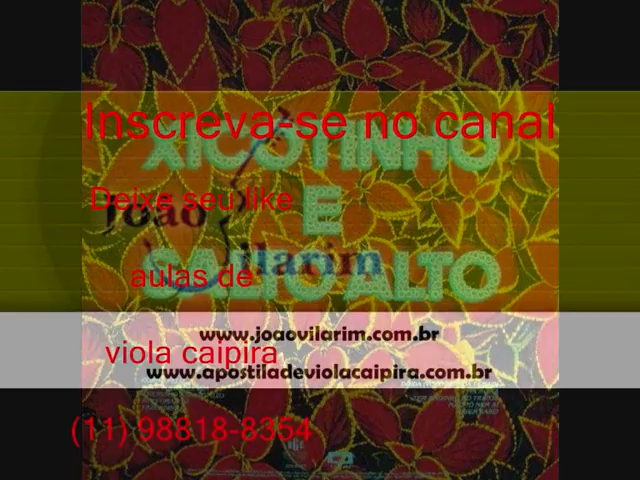 Inscreva-se no canal
XICOTINHO
Deixe seu like
E
João
Vilarim
aulas de
SALTO ALTO
www.joaovilarim.com.br
viola caipira
www.apostiladeviolacaipira.com.br
(11) 98818-8354